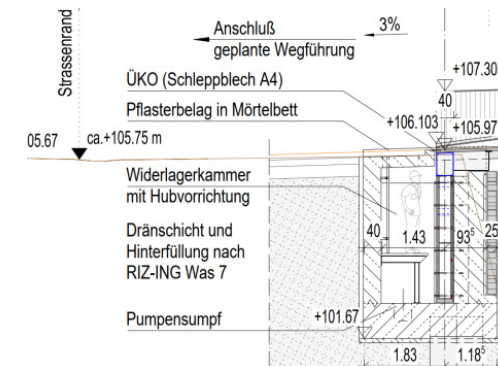 Strassenrand
Anschluß
geplante Wegführung
3%
ÜKO (Schleppblech A4)
Pflasterbelag in Mörtelbett
+107.30
40
+106.103
+105.97
05.67
ca.+105.75 m
Widerlagerkammer
mit Hubvorrichtung
Dränschicht und
Hinterfüllung nach
RIZ-ING Was 7
40
1.43
93⁵
25
Pumpensumpf
+101.67
1.83
1.18⁵